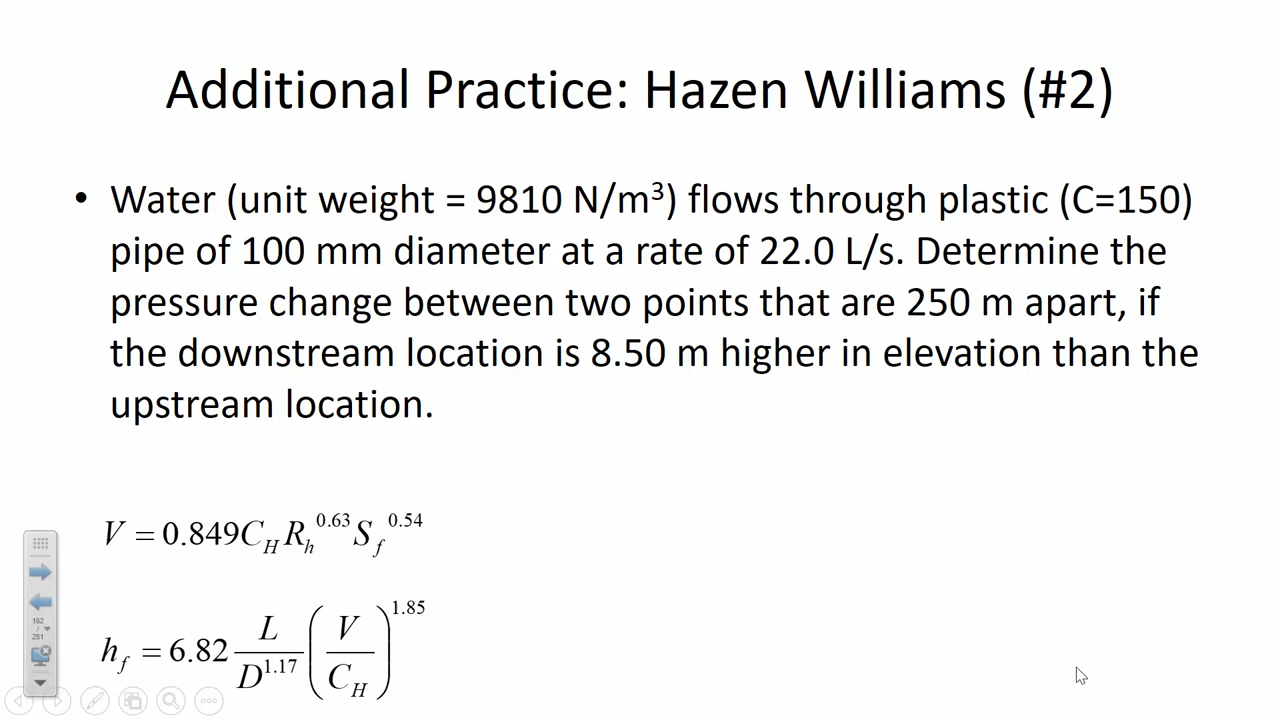 Additional Practice: Hazen Williams (#2)
• Water (unit weight = 9810 N/m³) flows through plastic (C=150)
pipe of 100 mm diameter at a rate of 22.0 L/s. Determine the
pressure change between two points that are 250 m apart, if
the downstream location is 8.50 m higher in elevation than the
upstream location.
V = 0.849C_H R_h^0.63 S_f^0.54
h_f = 6.82 L/D^1.17 (V/C_H)^1.85
162
/
281